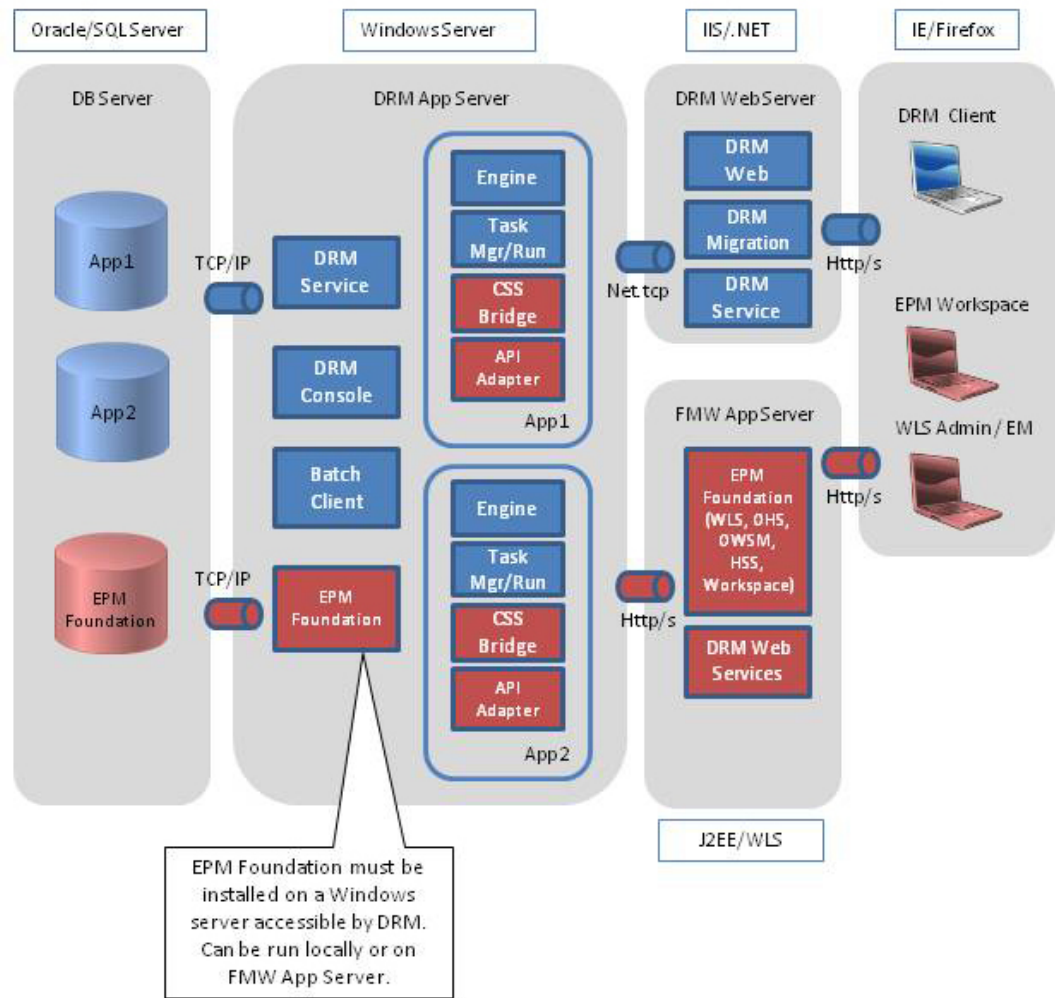 Oracle/SQLServer
Windows Server
IIS/.NET
IE/Firefox
DB Server
App1
App2
EPM
Foundation
TCP/IP
TCP/IP
DRM App Server
DRM
Service
DRM
Console
Batch
Client
EPM
Foundation
Engine
Task
Mgr/Run
CSS
Bridge
API
Adapter
App1
Engine
Task
Mgr/Run
CSS
Bridge
API
Adapter
App2
Net.tcp
Http/s
DRM WebServer
DRM
Web
DRM
Migration
DRM
Service
FMW AppServer
EPM
Foundation
(WLS, OHS,
OWSM,
HSS,
Workspace)
DRM Web
Services
J2EE/WLS
Http/s
Http/s
DRM Client
EPM Workspace
WLS Admin / EM
EPM Foundation must be
installed on a Windows
server accessible by DRM.
Can be run locally or on
FMW App Server.